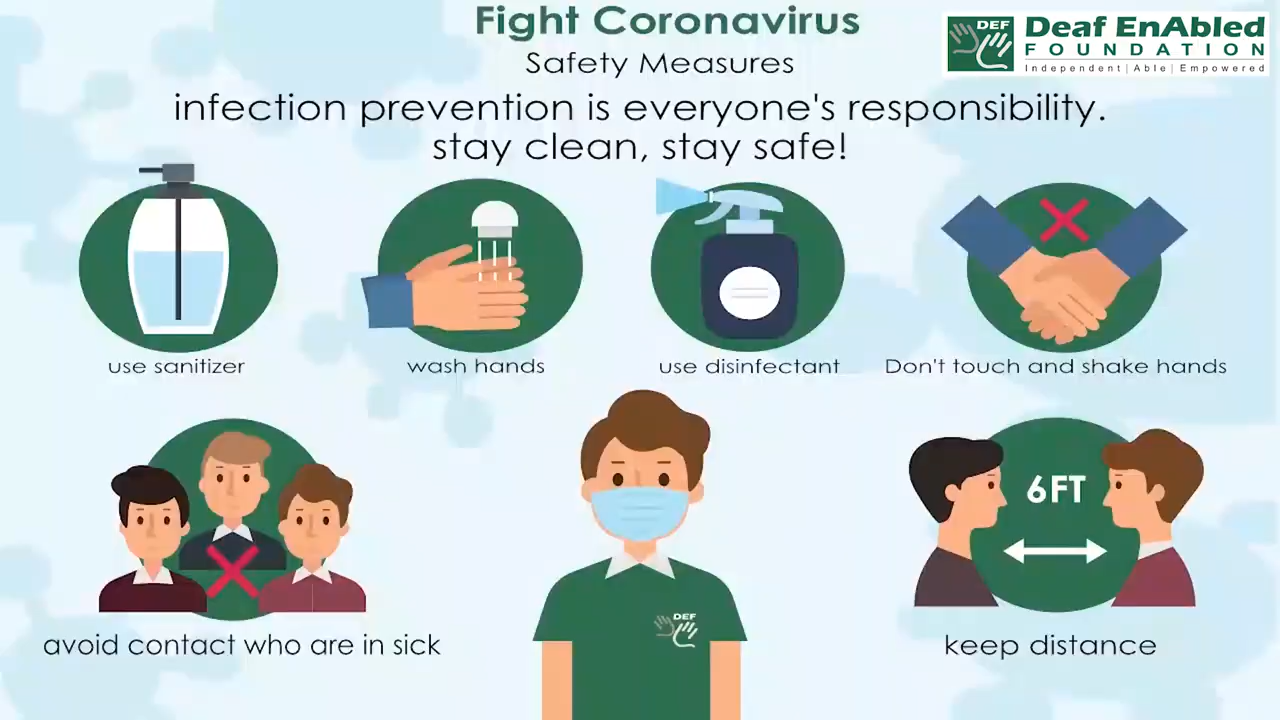 Fight Coronavirus
Safety Measures
DEF
Deaf EnAbled
FOUNDATION
Independent | Able | Empowered
infection prevention is everyone's responsibility.
stay clean, stay safe!
use sanitizer
wash hands
use disinfectant
Don't touch and shake hands
6FT
DEF
avoid contact who are in sick
keep distance